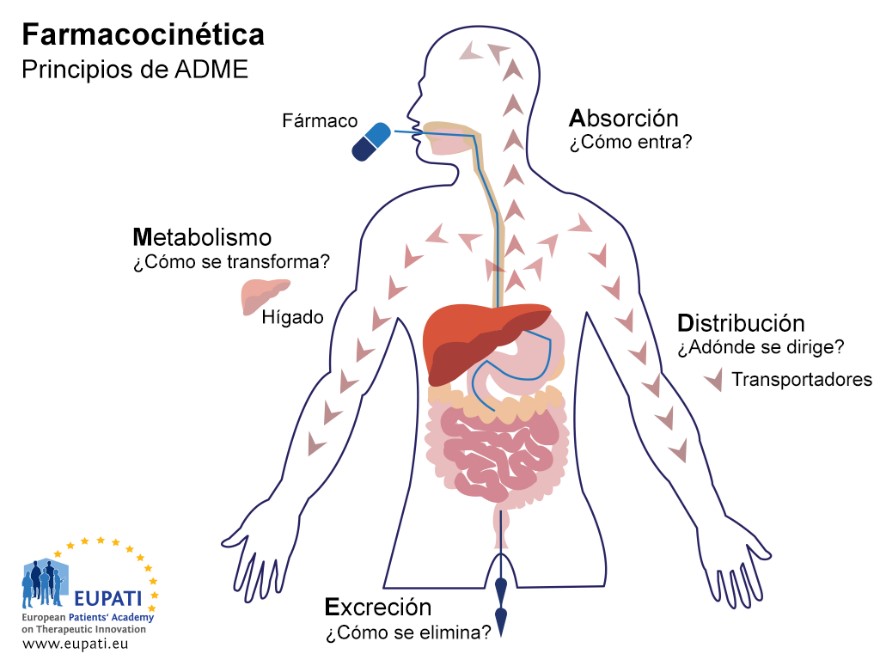 Farmacocinética
Principios de ADME
Fármaco
Absorción
¿Cómo entra?
Metabolismo
¿Cómo se transforma?
Hígado
Distribución
¿Adónde se dirige?
Transportadores
Excreción
¿Cómo se elimina?
EUPATI
European Patients' Academy
on Therapeutic Innovation
www.eupati.eu